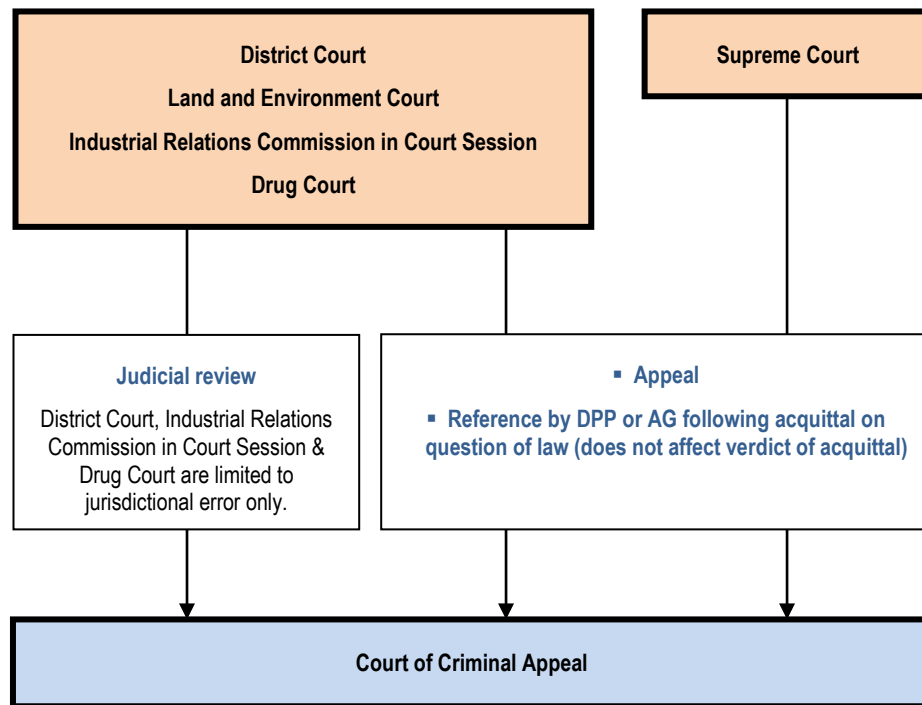 District Court
Land and Environment Court
Industrial Relations Commission in Court Session
Drug Court
Supreme Court
Judicial review
District Court, Industrial Relations
Commission in Court Session &
Drug Court are limited to
jurisdictional error only.
▪ Appeal
▪ Reference by DPP or AG following acquittal on
question of law (does not affect verdict of acquittal)
Court of Criminal Appeal